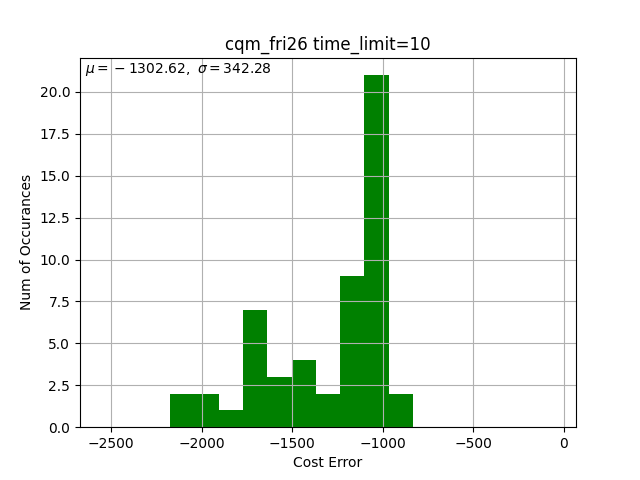 cqm_fri26 time_limit=10
μ = −1302.62, σ = 342.28
20.0
17.5
15.0
12.5
10.0
7.5
5.0
2.5
0.0
Num of Occurances
−2500 −2000 −1500 −1000 −500 0
Cost Error